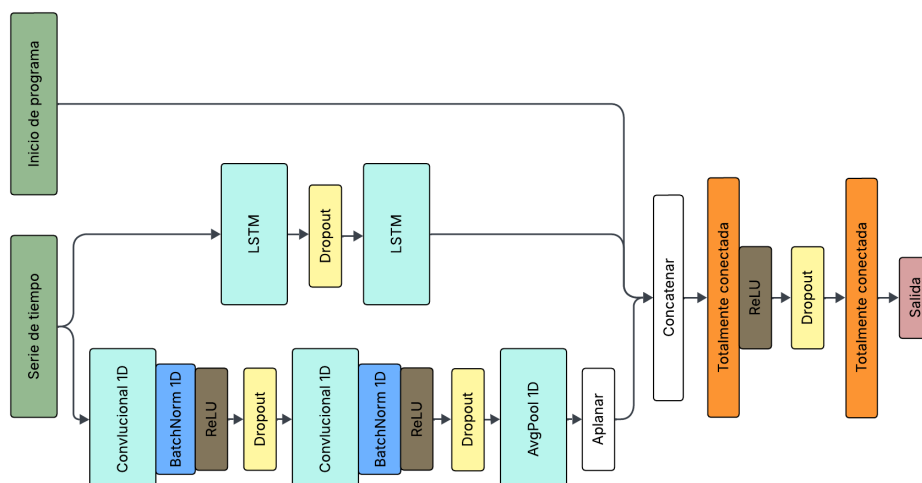 Inicio de programa
Serie de tiempo
LSTM
Dropout
LSTM
Convlucional 1D
BatchNorm 1D
ReLU
Dropout
Convlucional 1D
BatchNorm 1D
ReLU
Dropout
AvgPool 1D
Aplanar
Concatenar
Totalmente conectada
ReLU
Dropout
Totalmente conectada
Salida